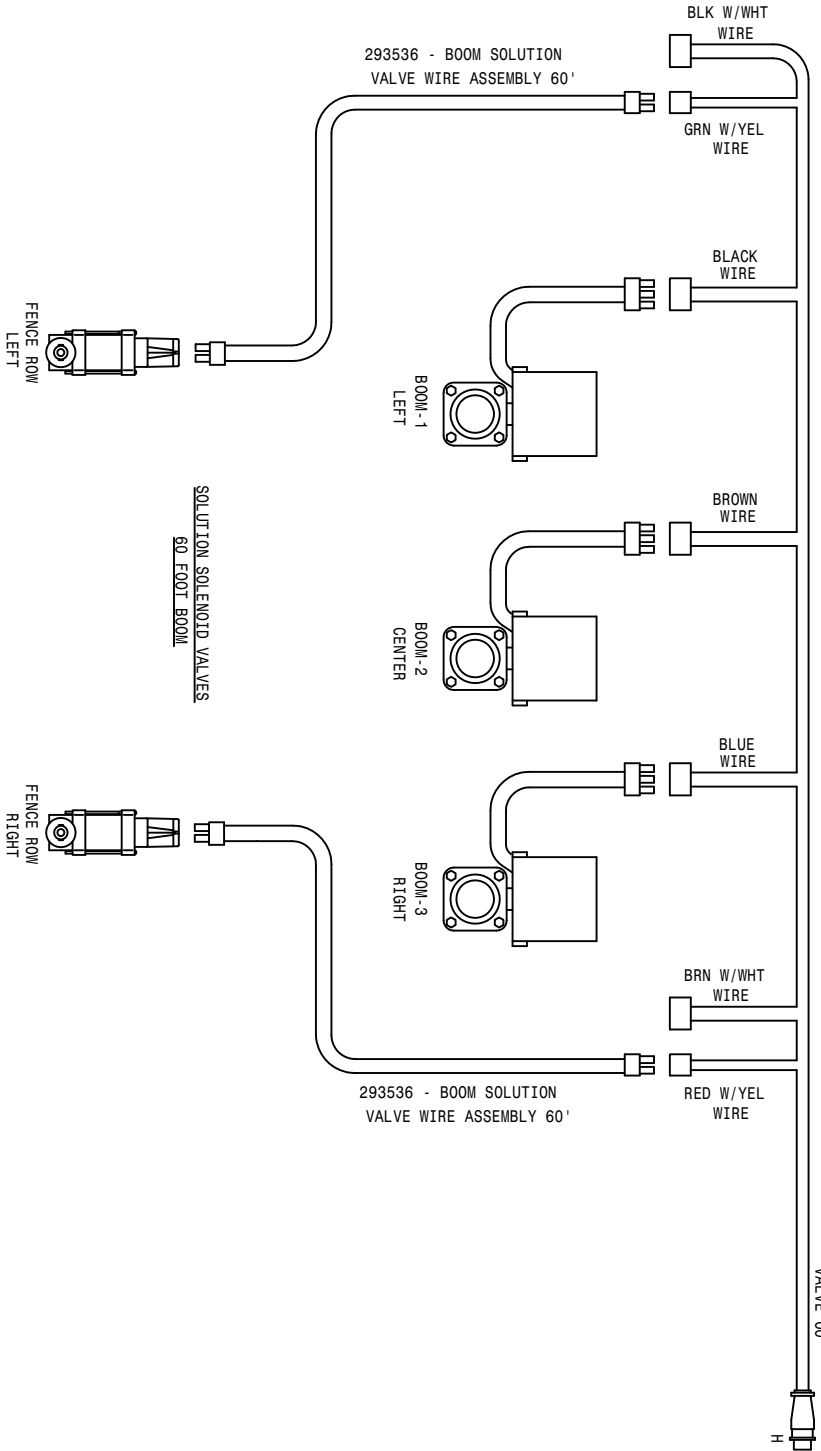 BLK W/WHT
WIRE
293536 - BOOM SOLUTION
VALVE WIRE ASSEMBLY 60'
GRN W/YEL
WIRE
BLACK
WIRE
FENCE ROW
LEFT
BOOM-1
LEFT
BROWN
WIRE
SOLUTION SOLENOID VALVES
60 FOOT BOOM
BOOM-2
CENTER
BLUE
WIRE
FENCE ROW
RIGHT
BOOM-3
RIGHT
BRN W/WHT
WIRE
293536 - BOOM SOLUTION
VALVE WIRE ASSEMBLY 60'
RED W/YEL
WIRE
H